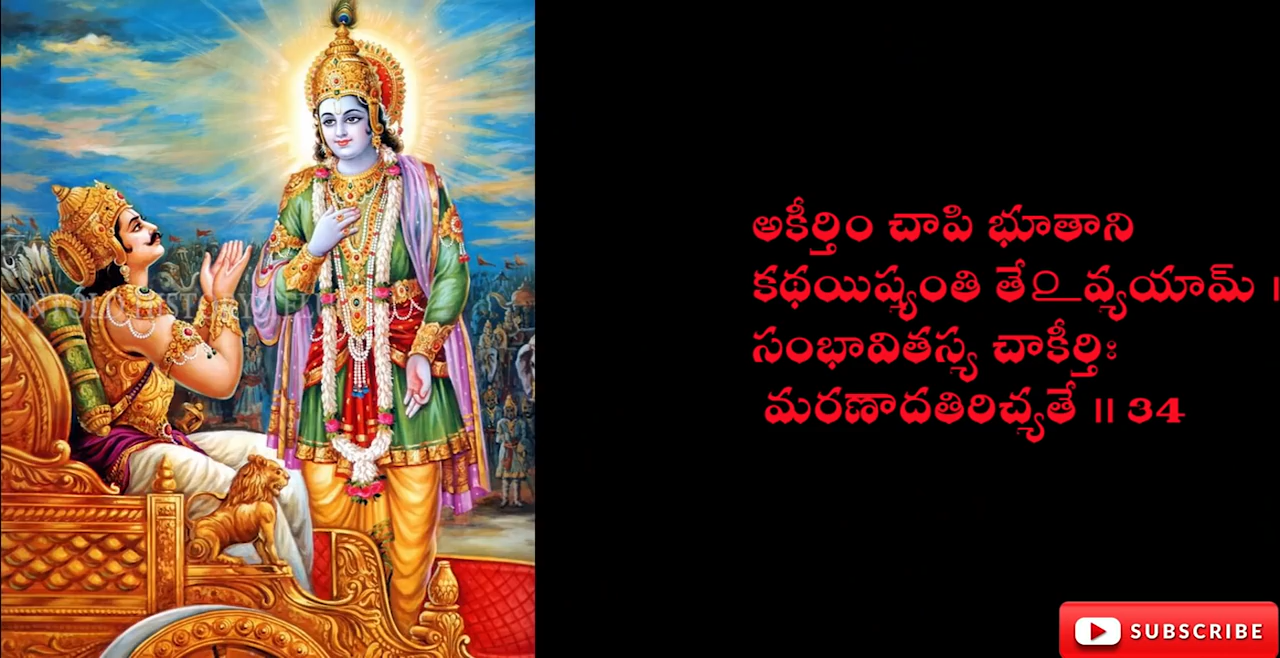 అకీర్తిం చాపి భూతాని
కథయిష్యంతి తేఽవ్యయామ్ ।
సంభావితస్య చాకీర్తిః
మరణాదతిరిచ్యతే ॥ 34
SUBSCRIBE